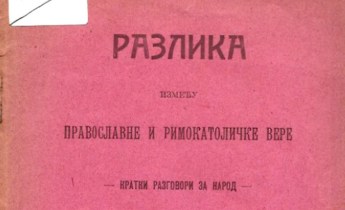 РАЗЛИКА
ИЗМЕЂУ
ПРАВОСЛАВНЕ И РИМОКАТОЛИЧКЕ ВЕРЕ
— КРАТКИ РАЗГОВОРИ ЗА НАРОД —